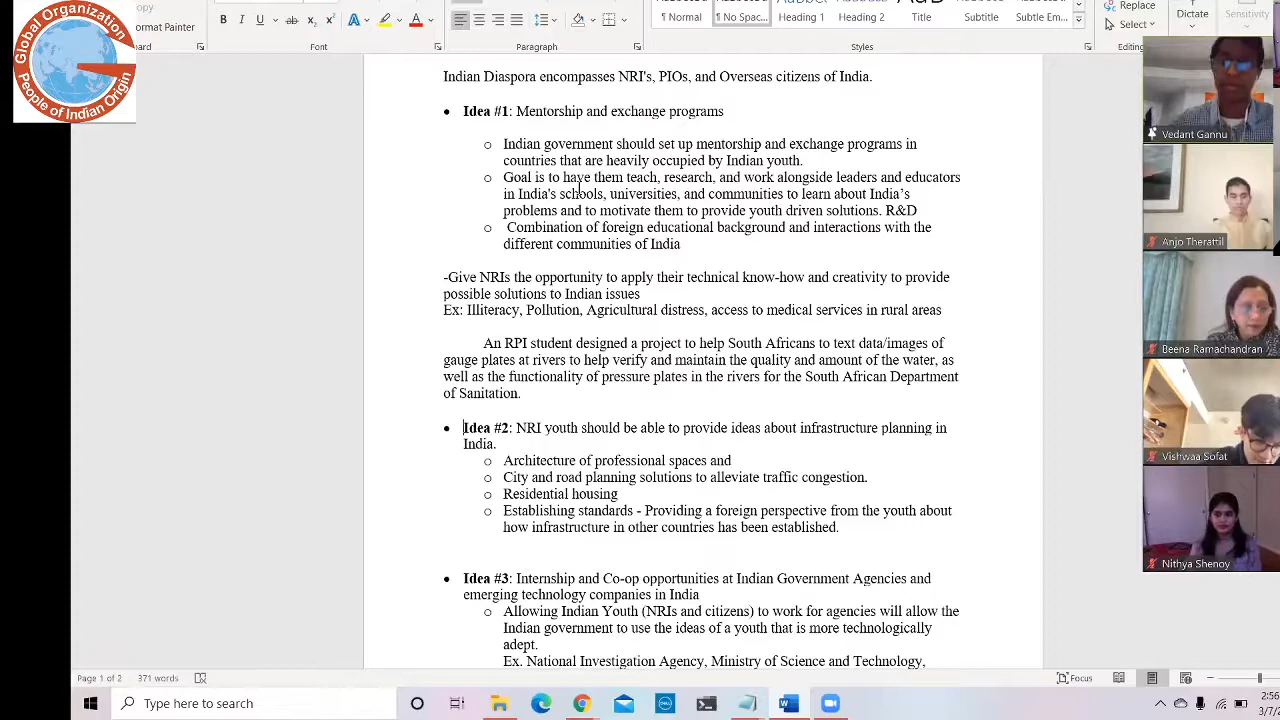 Global Organization
People of Indian Origin
ormat Painter
B I U ab x₂ x² A A
Font
Paragraph
¶ Normal
¶ No Spac...
Heading 1
Heading 2
Title
Subtitle
Subtle Em...
Styles
Replace
Select
Editing
Dictate
Sensitivity
Indian Diaspora encompasses NRI's, PIOs, and Overseas citizens of India.
• Idea #1: Mentorship and exchange programs
o Indian government should set up mentorship and exchange programs in
countries that are heavily occupied by Indian youth.
o Goal is to have them teach, research, and work alongside leaders and educators
in India's schools, universities, and communities to learn about India’s
problems and to motivate them to provide youth driven solutions. R&D
o Combination of foreign educational background and interactions with the
different communities of India
-Give NRIs the opportunity to apply their technical know-how and creativity to provide
possible solutions to Indian issues
Ex: Illiteracy, Pollution, Agricultural distress, access to medical services in rural areas
An RPI student designed a project to help South Africans to text data/images of
gauge plates at rivers to help verify and maintain the quality and amount of the water, as
well as the functionality of pressure plates in the rivers for the South African Department
of Sanitation.
• Idea #2: NRI youth should be able to provide ideas about infrastructure planning in
India.
o Architecture of professional spaces and
o City and road planning solutions to alleviate traffic congestion.
o Residential housing
o Establishing standards - Providing a foreign perspective from the youth about
how infrastructure in other countries has been established.
• Idea #3: Internship and Co-op opportunities at Indian Government Agencies and
emerging technology companies in India
o Allowing Indian Youth (NRIs and citizens) to work for agencies will allow the
Indian government to use the ideas of a youth that is more technologically
adept.
Ex. National Investigation Agency, Ministry of Science and Technology,
Vedant Gannu
Anjo Therattil
Beena Ramachandran
Vishwaa Sofat
Nithya Shenoy
Page 1 of 2
371 words
Focus
Type here to search
DELL
2:56
3/7/